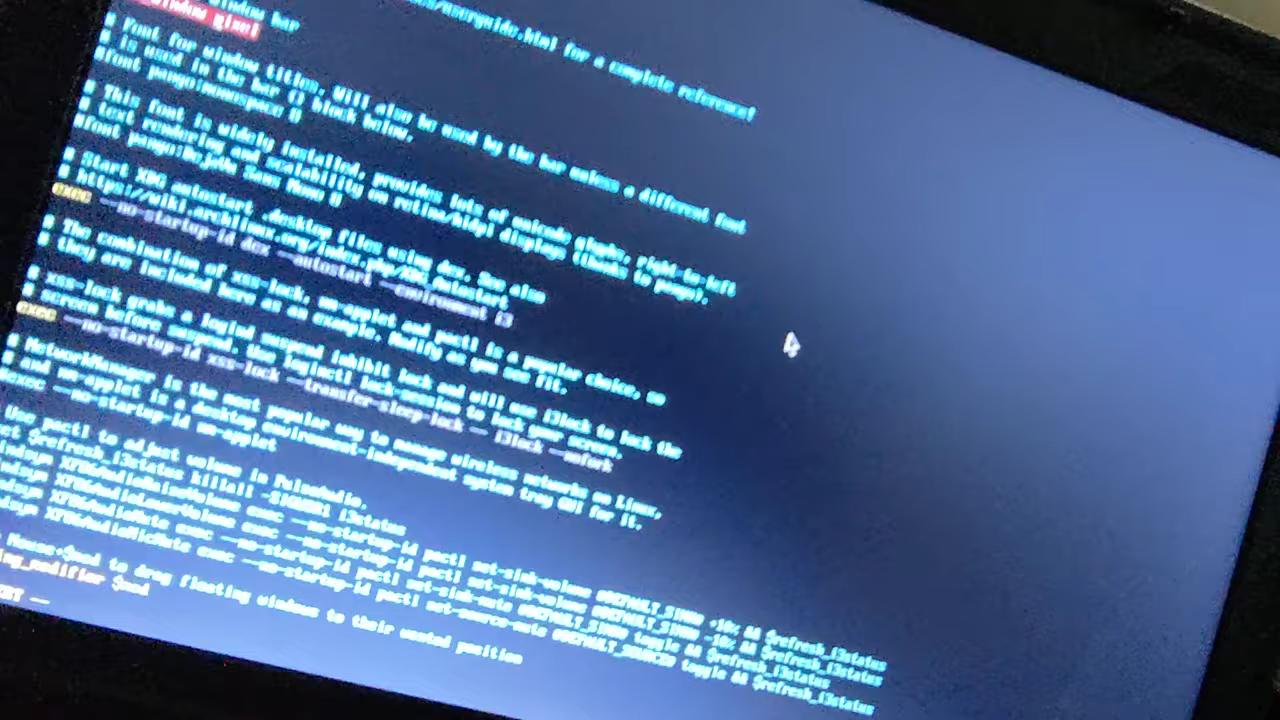 window bar
window pixel
userguide.html for a complete reference!
# Font for window titles. Will also be used by the bar unless a different font
# is used in the bar {} block below.
#font pango:monospace 8
# This font is widely installed, provides lots of unicode glyphs, right-to-left
# text rendering and scalability on retina/hidpi displays (thanks to pango).
#font pango:DejaVu Sans Mono 8
# Start XDG autostart .desktop files using dex. See also
# https://wiki.archlinux.org/index.php/XDG_Autostart
exec --no-startup-id dex --autostart --environment i3
# The combination of xss-lock, nm-applet and pactl is a popular choice, so
# they are included here as an example. Modify as you see fit.
# xss-lock grabs a logind suspend inhibit lock and will use i3lock to lock the
# screen before suspend. Use loginctl lock-session to lock your screen.
exec --no-startup-id xss-lock --transfer-sleep-lock -- i3lock --nofork
# NetworkManager is the most popular way to manage wireless networks on Linux,
# and nm-applet is a desktop environment-independent system tray GUI for it.
exec --no-startup-id nm-applet
Use pactl to adjust volume in PulseAudio.
set $refresh_i3status killall -SIGUSR1 i3status
XF86AudioRaiseVolume exec --no-startup-id pactl set-sink-volume @DEFAULT_SINK@ +10% && $refresh_i3status
XF86AudioLowerVolume exec --no-startup-id pactl set-sink-volume @DEFAULT_SINK@ -10% && $refresh_i3status
XF86AudioMute exec --no-startup-id pactl set-sink-mute @DEFAULT_SINK@ toggle && $refresh_i3status
XF86AudioMicMute exec --no-startup-id pactl set-source-mute @DEFAULT_SOURCE@ toggle && $refresh_i3status
Mouse+$mod to drag floating windows to their wanted position
ing_modifier $mod